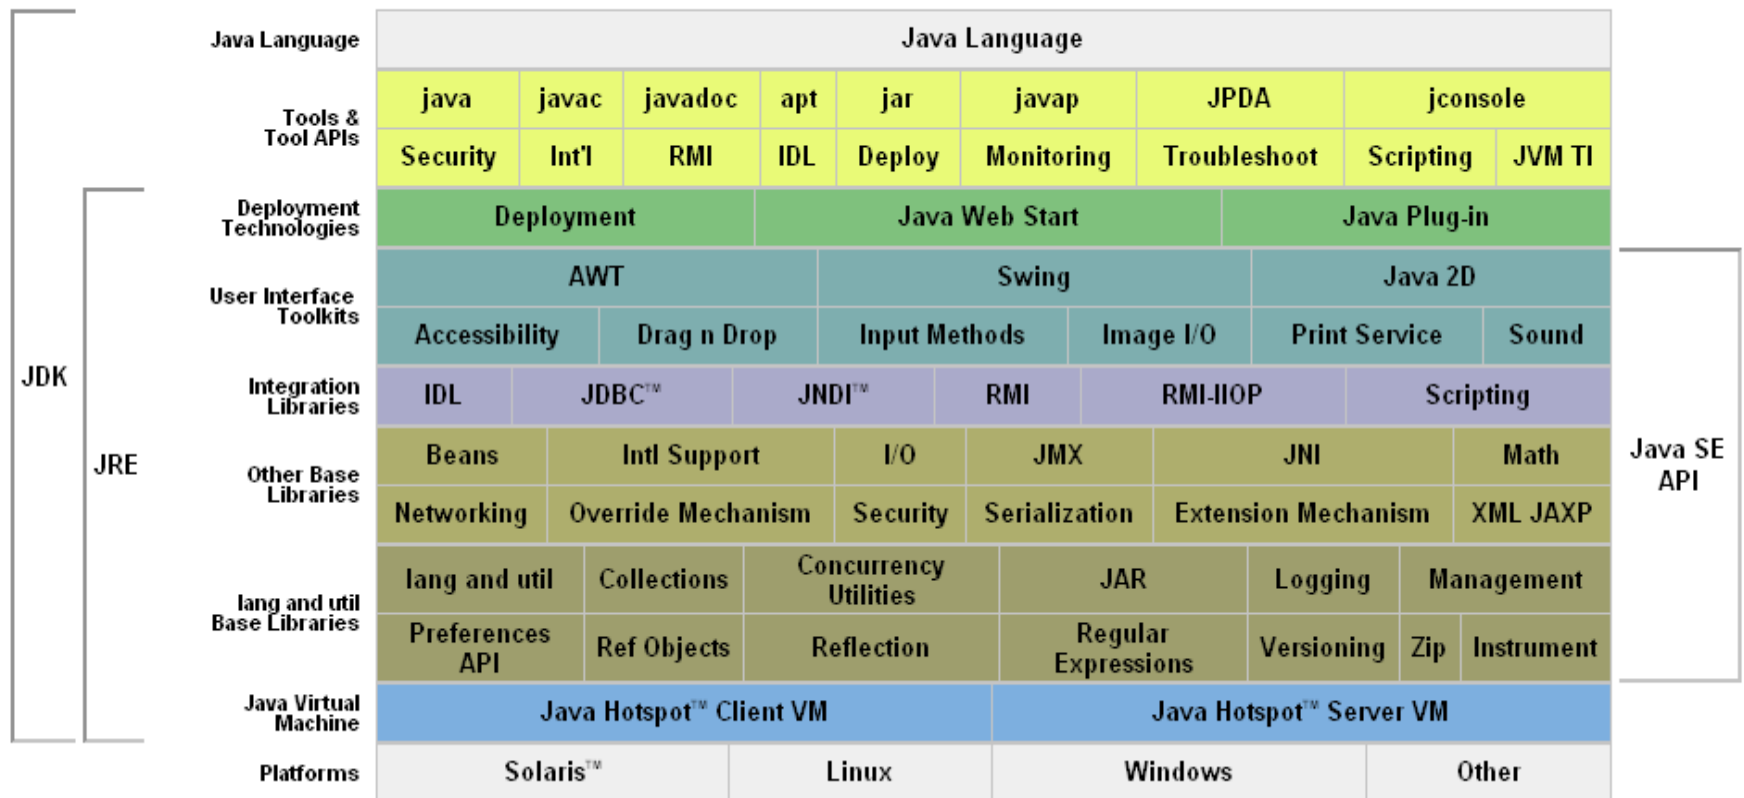 Java Language
Java Language
Tools &
Tool APIs
java javac javadoc apt jar javap JPDA jconsole
Security Int'l RMI IDL Deploy Monitoring Troubleshoot Scripting JVM TI
Deployment
Technologies
Deployment Java Web Start Java Plug-in
User Interface
Toolkits
AWT Swing Java 2D
Accessibility Drag n Drop Input Methods Image I/O Print Service Sound
JDK
Integration
Libraries
IDL JDBC™ JNDI™ RMI RMI-IIOP Scripting
JRE
Other Base
Libraries
Beans Intl Support I/O JMX JNI Math
Networking Override Mechanism Security Serialization Extension Mechanism XML JAXP
Java SE
API
lang and util
Base Libraries
lang and util Collections Concurrency
Utilities JAR Logging Management
Preferences
API Ref Objects Reflection Regular
Expressions Versioning Zip Instrument
Java Virtual
Machine
Java Hotspot™ Client VM Java Hotspot™ Server VM
Platforms
Solaris™ Linux Windows Other